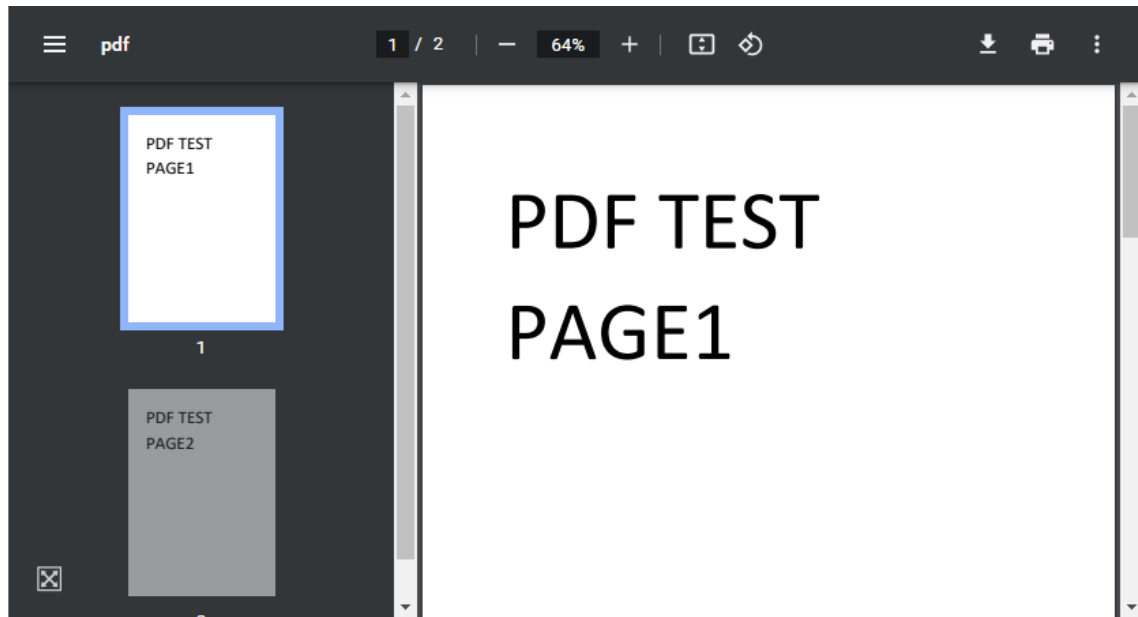 pdf
1 / 2
64%
PDF TEST
PAGE1
1
PDF TEST
PAGE2
PDF TEST
PAGE1